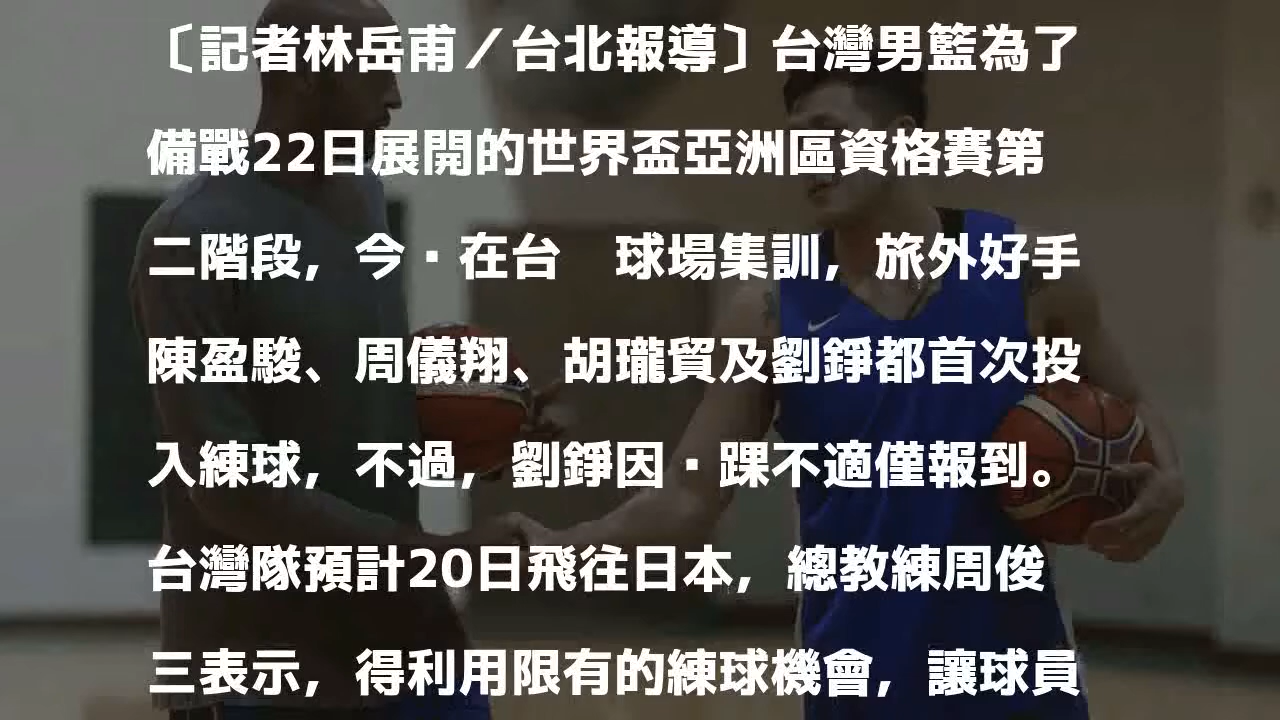 〔記者林岳甫／台北報導〕台灣男籃為了
備戰22日展開的世界盃亞洲區資格賽第
二階段，今·在台　球場集訓，旅外好手
陳盈駿、周儀翔、胡瓏貿及劉錚都首次投
入練球，不過，劉錚因·踝不適僅報到。
台灣隊預計20日飛往日本，總教練周俊
三表示，得利用限有的練球機會，讓球員